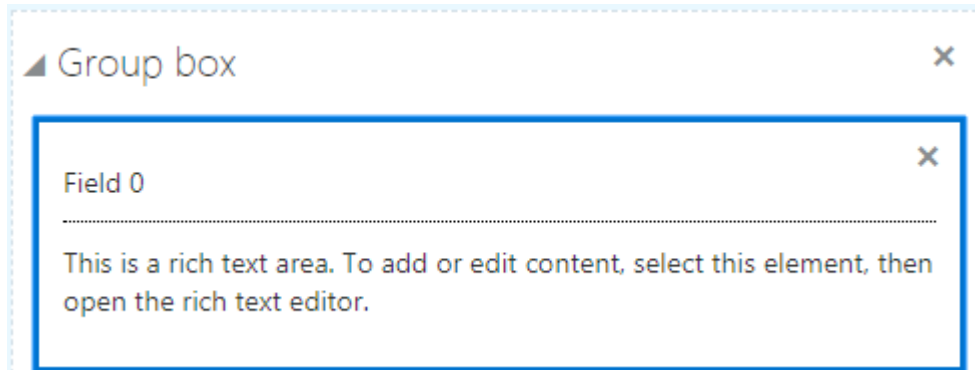 Group box
Field 0
This is a rich text area. To add or edit content, select this element, then
open the rich text editor.